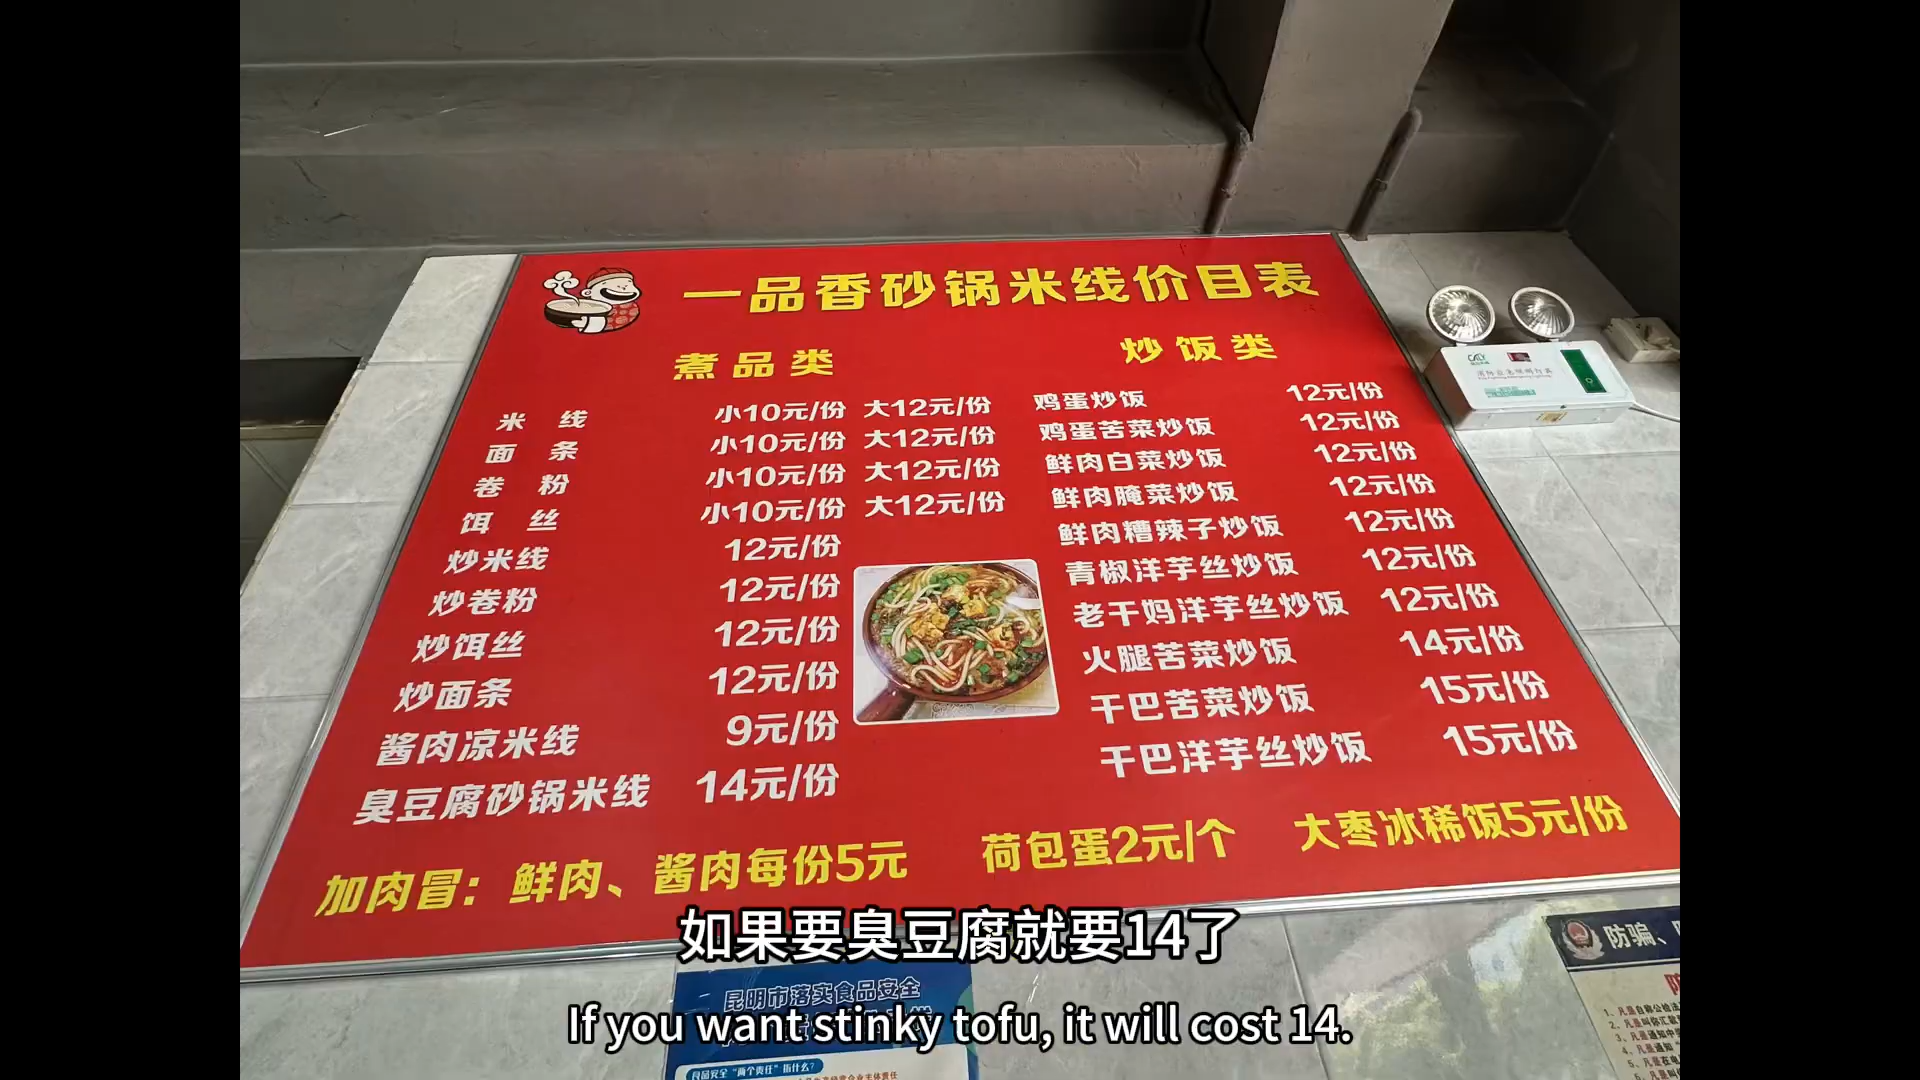 一品香砂锅米线价目表
煮品类
米线 小10元/份 大12元/份
面条 小10元/份 大12元/份
卷粉 小10元/份 大12元/份
饵丝 小10元/份 大12元/份
炒米线 12元/份
炒卷粉 12元/份
炒饵丝 12元/份
炒面条 12元/份
酱肉凉米线 9元/份
臭豆腐砂锅米线 14元/份
炒饭类
鸡蛋炒饭 12元/份
鸡蛋苦菜炒饭 12元/份
鲜肉白菜炒饭 12元/份
鲜肉腌菜炒饭 12元/份
鲜肉糟辣子炒饭 12元/份
青椒洋芋丝炒饭 12元/份
老干妈洋芋丝炒饭 12元/份
火腿苦菜炒饭 14元/份
干巴苦菜炒饭 15元/份
干巴洋芋丝炒饭 15元/份
加肉冒：鲜肉、酱肉每份5元 荷包蛋2元/个 大枣冰稀饭5元/份
如果要臭豆腐就要14了
If you want stinky tofu, it will cost 14.
昆明市落实食品安全
食品安全“两个责任”指什么？
防骗、